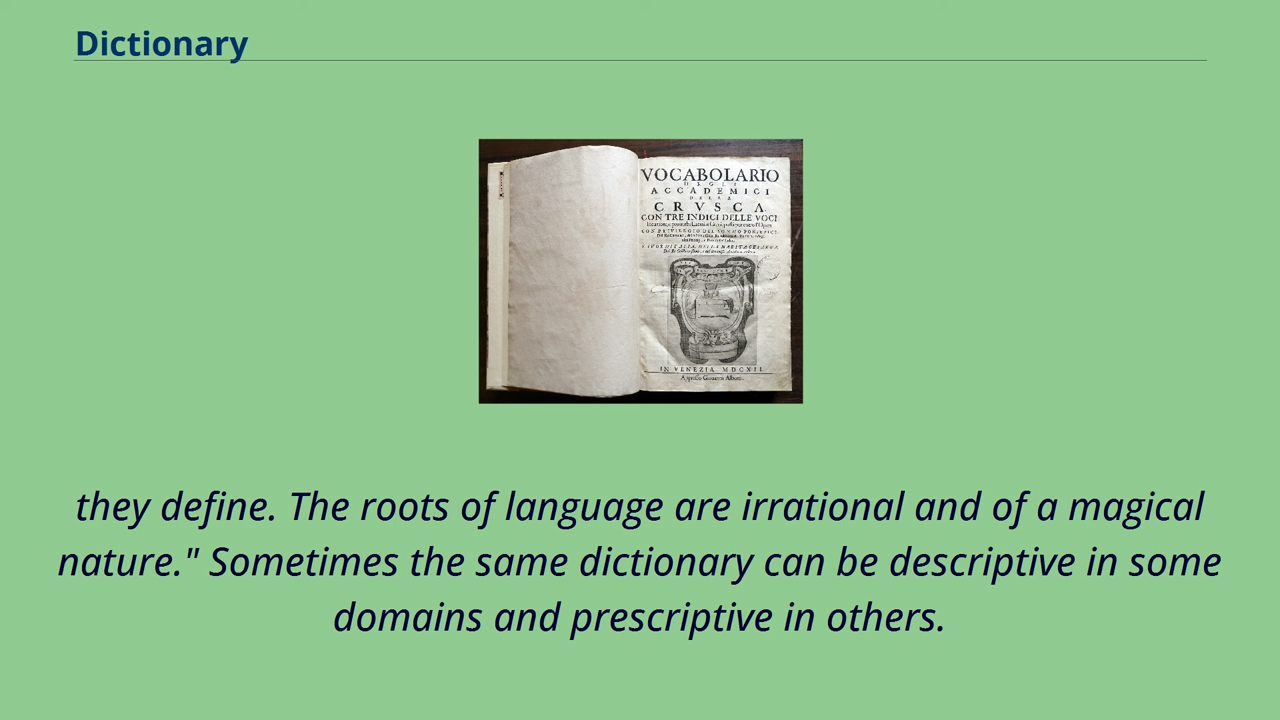 Dictionary
VOCABOLARIO
DEGLI
ACCADEMICI
DELLA
CRVSCA
CON TRE INDICI DELLE VOCI
IN VENEZIA MDCXII
they define. The roots of language are irrational and of a magical
nature." Sometimes the same dictionary can be descriptive in some
domains and prescriptive in others.